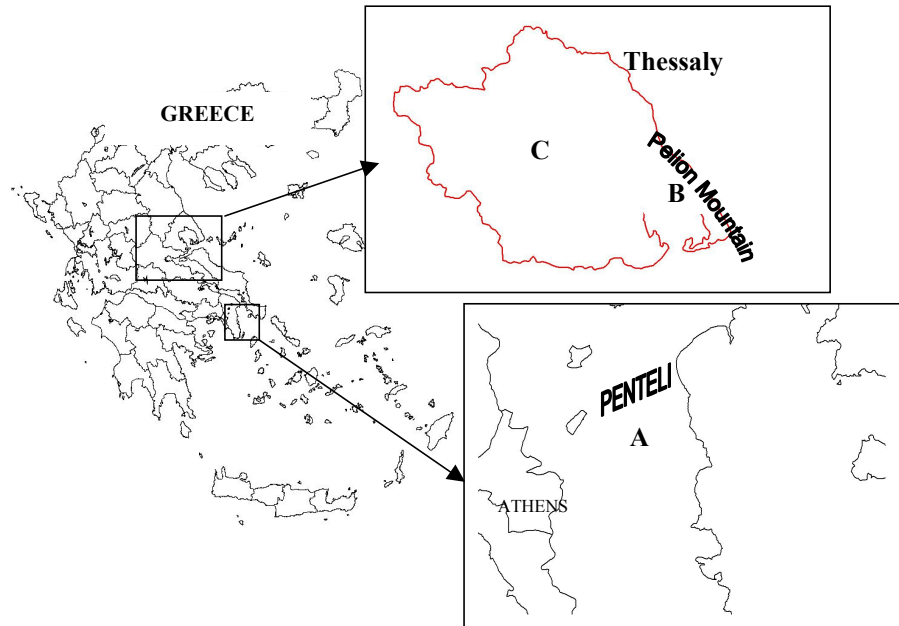 GREECE
Thessaly
C
Pelion Mountain
B
PENTELI
A
ATHENS